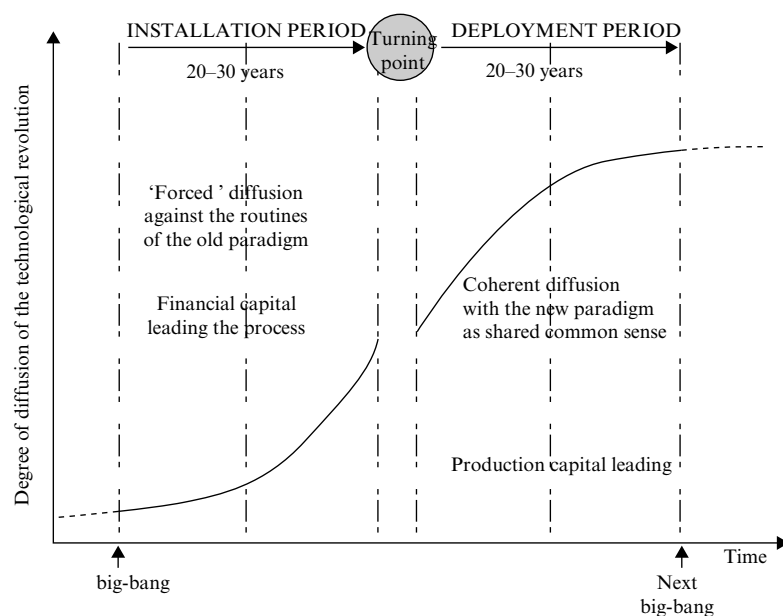 INSTALLATION PERIOD
20–30 years
Turning
point
DEPLOYMENT PERIOD
20–30 years
Degree of diffusion of the technological revolution
‘Forced ’ diffusion
against the routines
of the old paradigm
Financial capital
leading the process
Coherent diffusion
with the new paradigm
as shared common sense
Production capital leading
Time
big-bang
Next
big-bang